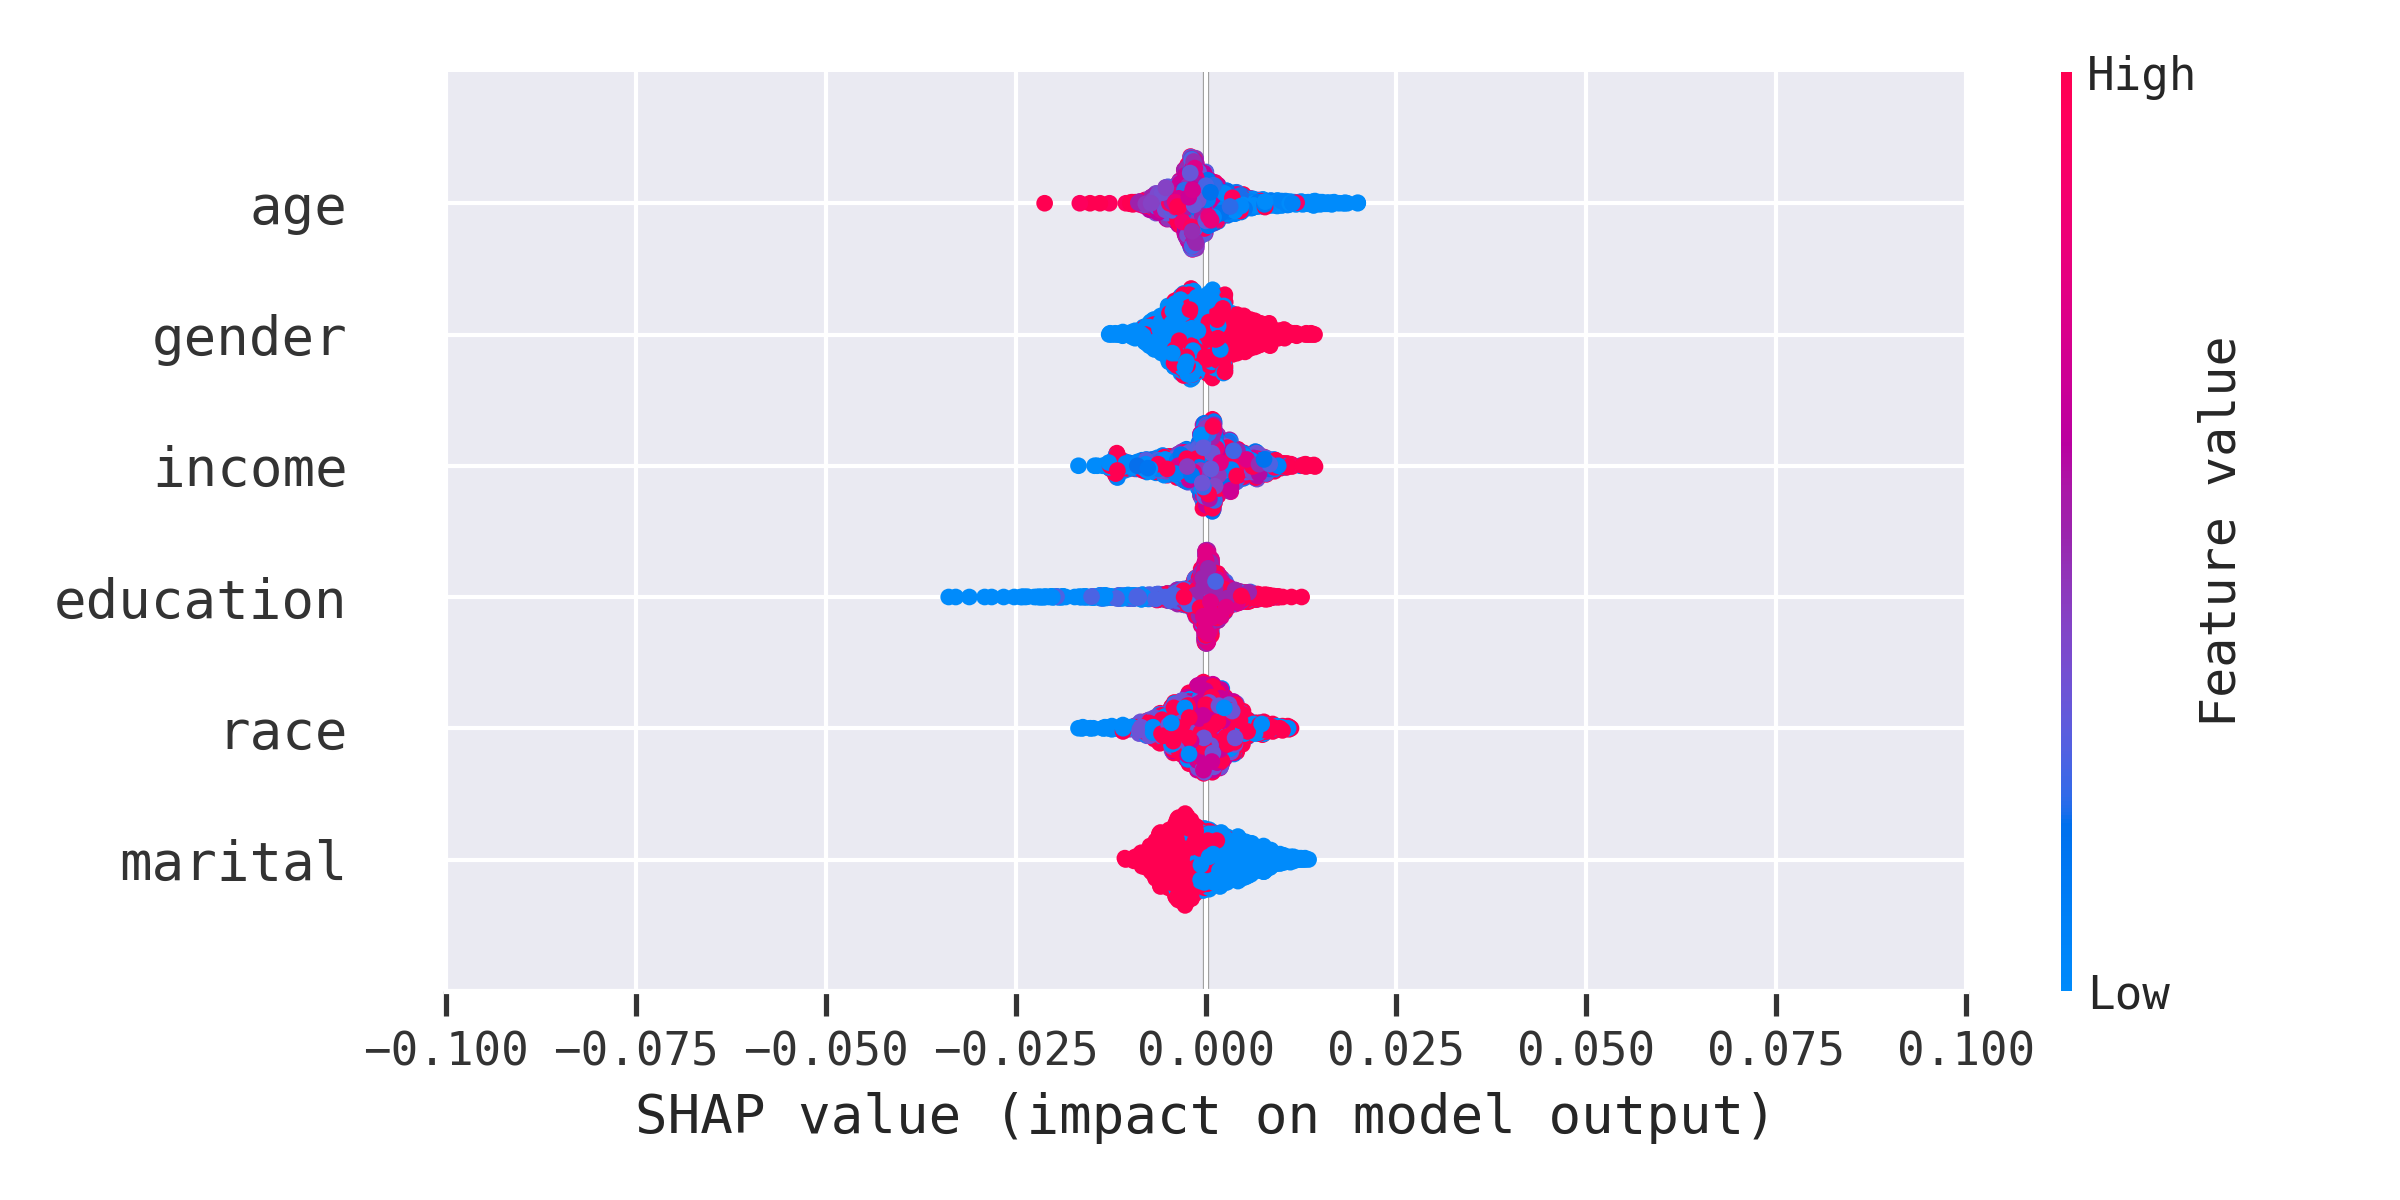 High
age
gender
income
education
race
marital
Feature value
Low
−0.100 −0.075 −0.050 −0.025 0.000 0.025 0.050 0.075 0.100
SHAP value (impact on model output)